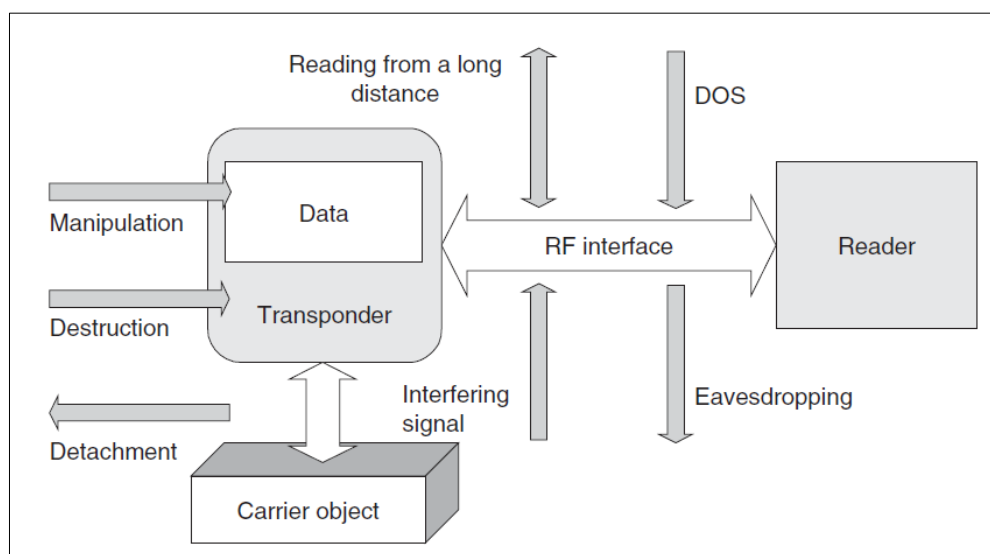 Reading from a long
distance
DOS
Manipulation
Data
RF interface
Reader
Destruction
Transponder
Interfering
signal
Eavesdropping
Detachment
Carrier object